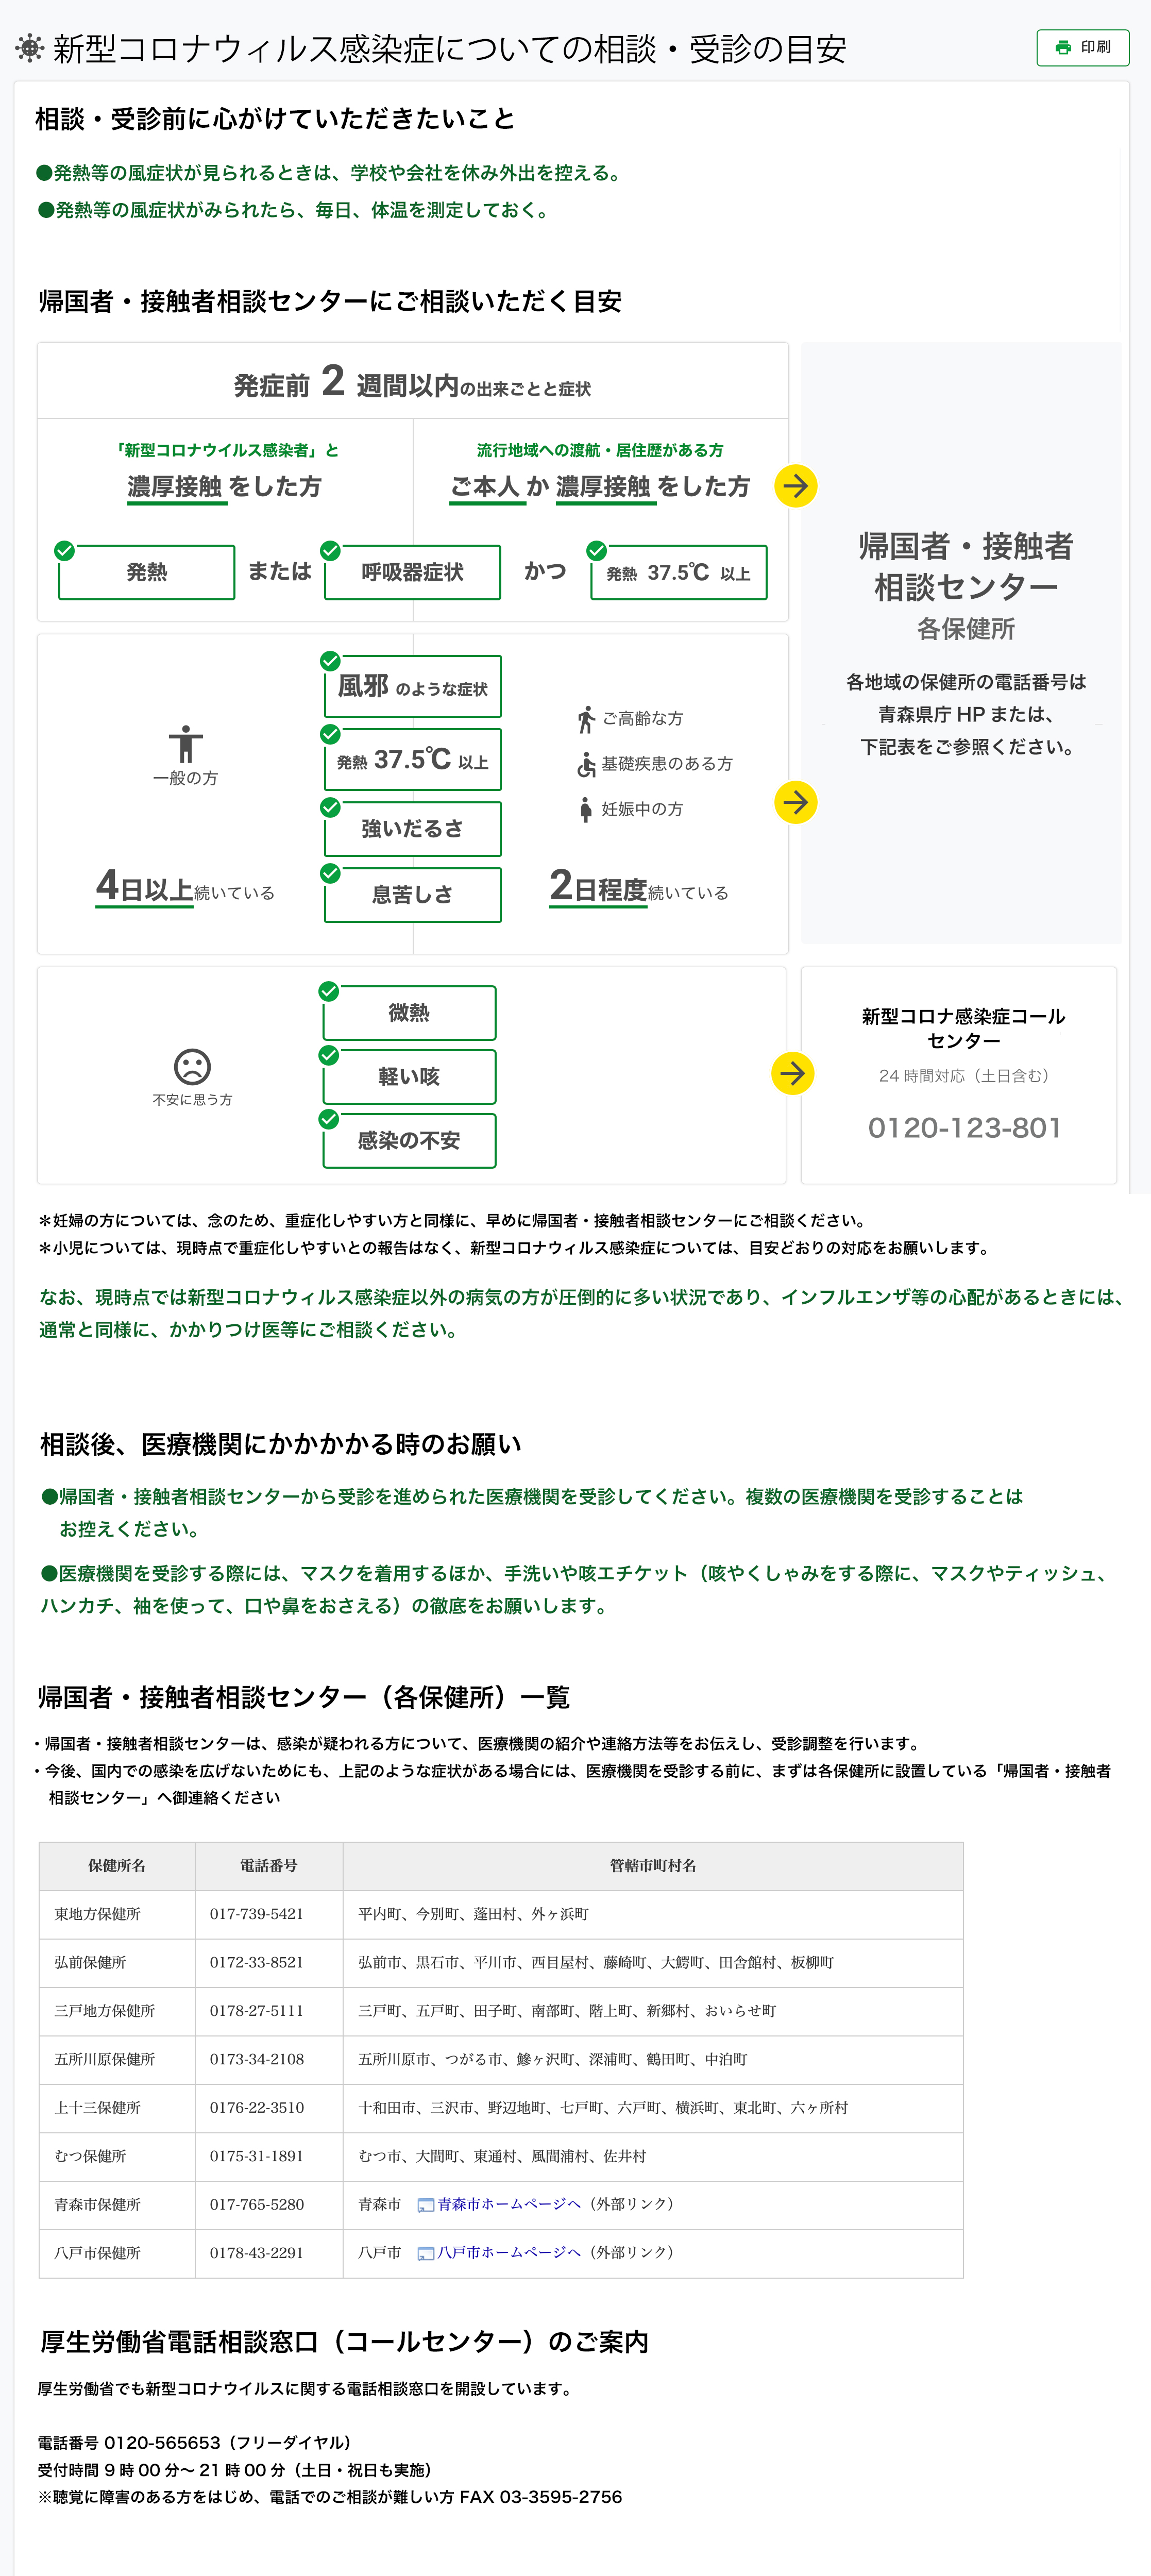 新型コロナウィルス感染症についての相談・受診の目安
印刷
相談・受診前に心がけていただきたいこと
●発熱等の風症状が見られるときは、学校や会社を休み外出を控える。
●発熱等の風症状がみられたら、毎日、体温を測定しておく。
帰国者・接触者相談センターにご相談いただく目安
発症前 2 週間以内の出来ごとと症状
「新型コロナウイルス感染者」と
濃厚接触 をした方
流行地域への渡航・居住歴がある方
ご本人 か 濃厚接触 をした方
発熱 または 呼吸器症状 かつ 発熱 37.5℃ 以上
一般の方
4日以上続いている
風邪 のような症状
発熱 37.5℃ 以上
強いだるさ
息苦しさ
ご高齢な方
基礎疾患のある方
妊娠中の方
2日程度続いている
帰国者・接触者
相談センター
各保健所
各地域の保健所の電話番号は
青森県庁 HP または、
下記表をご参照ください。
不安に思う方
微熱
軽い咳
感染の不安
新型コロナ感染症コール
センター
24 時間対応（土日含む）
0120-123-801
＊妊婦の方については、念のため、重症化しやすい方と同様に、早めに帰国者・接触者相談センターにご相談ください。
＊小児については、現時点で重症化しやすいとの報告はなく、新型コロナウィルス感染症については、目安どおりの対応をお願いします。
なお、現時点では新型コロナウィルス感染症以外の病気の方が圧倒的に多い状況であり、インフルエンザ等の心配があるときには、
通常と同様に、かかりつけ医等にご相談ください。
相談後、医療機関にかかかかる時のお願い
●帰国者・接触者相談センターから受診を進められた医療機関を受診してください。複数の医療機関を受診することは
お控えください。
●医療機関を受診する際には、マスクを着用するほか、手洗いや咳エチケット（咳やくしゃみをする際に、マスクやティッシュ、
ハンカチ、袖を使って、口や鼻をおさえる）の徹底をお願いします。
帰国者・接触者相談センター（各保健所）一覧
・帰国者・接触者相談センターは、感染が疑われる方について、医療機関の紹介や連絡方法等をお伝えし、受診調整を行います。
・今後、国内での感染を広げないためにも、上記のような症状がある場合には、医療機関を受診する前に、まずは各保健所に設置している「帰国者・接触者
相談センター」へ御連絡ください
保健所名 電話番号 管轄市町村名
東地方保健所 017-739-5421 平内町、今別町、蓬田村、外ヶ浜町
弘前保健所 0172-33-8521 弘前市、黒石市、平川市、西目屋村、藤崎町、大鰐町、田舎館村、板柳町
三戸地方保健所 0178-27-5111 三戸町、五戸町、田子町、南部町、階上町、新郷村、おいらせ町
五所川原保健所 0173-34-2108 五所川原市、つがる市、鰺ヶ沢町、深浦町、鶴田町、中泊町
上十三保健所 0176-22-3510 十和田市、三沢市、野辺地町、七戸町、六戸町、横浜町、東北町、六ヶ所村
むつ保健所 0175-31-1891 むつ市、大間町、東通村、風間浦村、佐井村
青森市保健所 017-765-5280 青森市 青森市ホームページへ（外部リンク）
八戸市保健所 0178-43-2291 八戸市 八戸市ホームページへ（外部リンク）
厚生労働省電話相談窓口（コールセンター）のご案内
厚生労働省でも新型コロナウイルスに関する電話相談窓口を開設しています。
電話番号 0120-565653（フリーダイヤル）
受付時間 9 時 00 分〜 21 時 00 分（土日・祝日も実施）
※聴覚に障害のある方をはじめ、電話でのご相談が難しい方 FAX 03-3595-2756